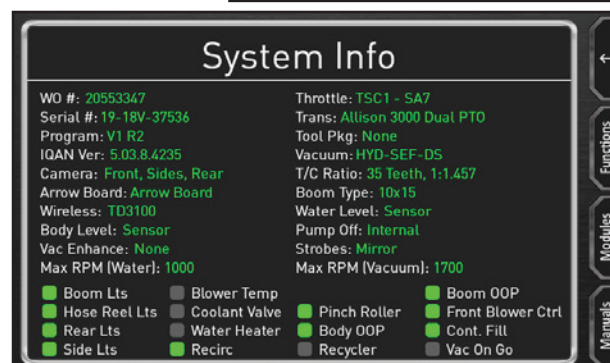 System Info
WO #: 20553347
Throttle: TSC1 - SA7
Serial #: 19-18V-37536
Trans: Allison 3000 Dual PTO
Program: V1 R2
Tool Pkg: None
IQAN Ver: 5.03.8.4235
Vacuum: HYD-SEF-DS
Camera: Front, Sides, Rear
T/C Ratio: 35 Teeth, 1:1.457
Arrow Board: Arrow Board
Boom Type: 10x15
Wireless: TD3100
Water Level: Sensor
Body Level: Sensor
Pump Off: Internal
Vac Enhance: None
Strobes: Mirror
Max RPM (Water): 1000
Max RPM (Vacuum): 1700
Boom Lts
Blower Temp
Boom OOP
Hose Reel Lts
Coolant Valve
Pinch Roller
Front Blower Ctrl
Rear Lts
Water Heater
Body OOP
Cont. Fill
Side Lts
Recirc
Recycler
Vac On Go
Functions
Modules
Manuals